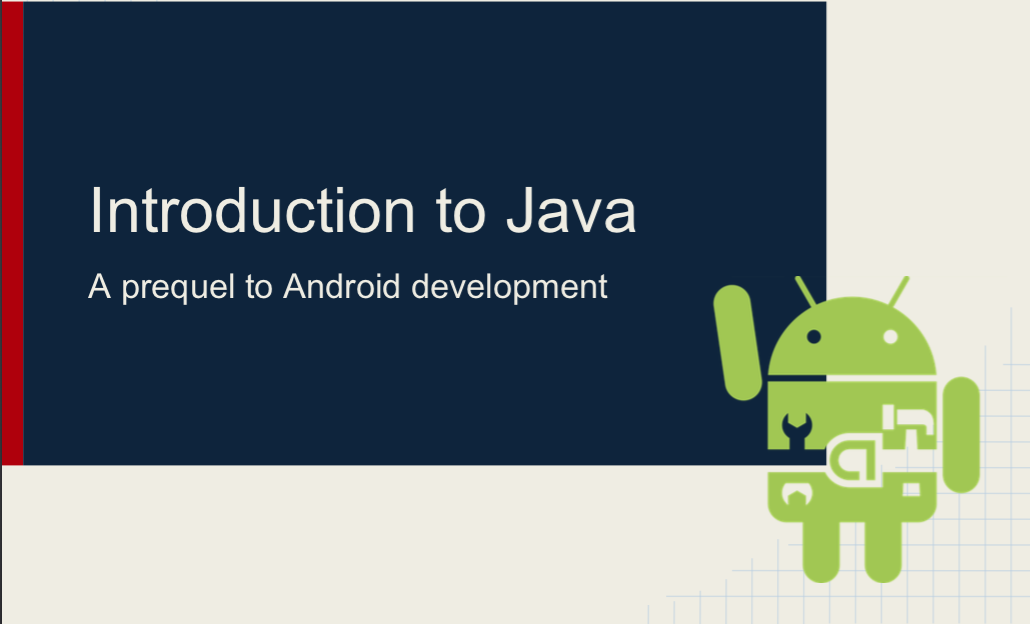 Introduction to Java
A prequel to Android development